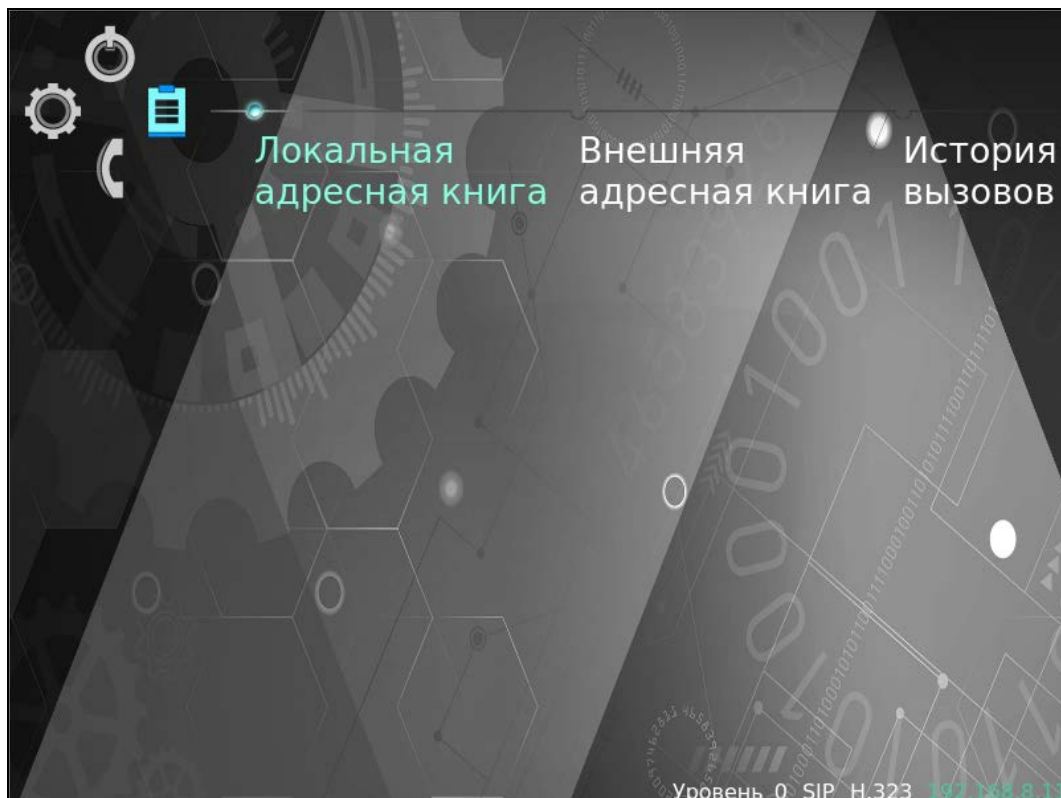 Локальная
адресная книга
Внешняя
адресная книга
История
вызовов
Уровень 0 SIP H.323